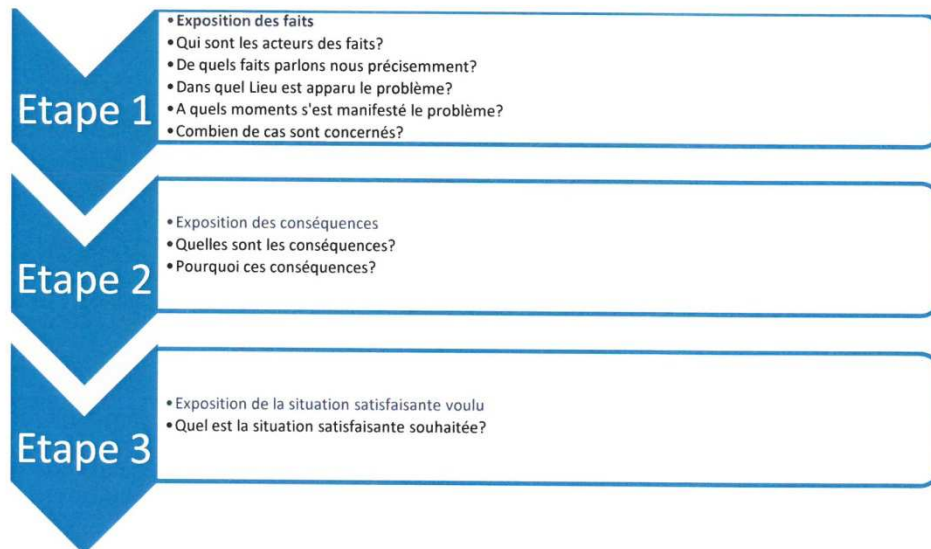 Etape 1
• Exposition des faits
• Qui sont les acteurs des faits?
• De quels faits parlons nous précisemment?
• Dans quel Lieu est apparu le problème?
• A quels moments s'est manifesté le problème?
• Combien de cas sont concernés?
Etape 2
• Exposition des conséquences
• Quelles sont les conséquences?
• Pourquoi ces conséquences?
Etape 3
• Exposition de la situation satisfaisante voulu
• Quel est la situation satisfaisante souhaitée?